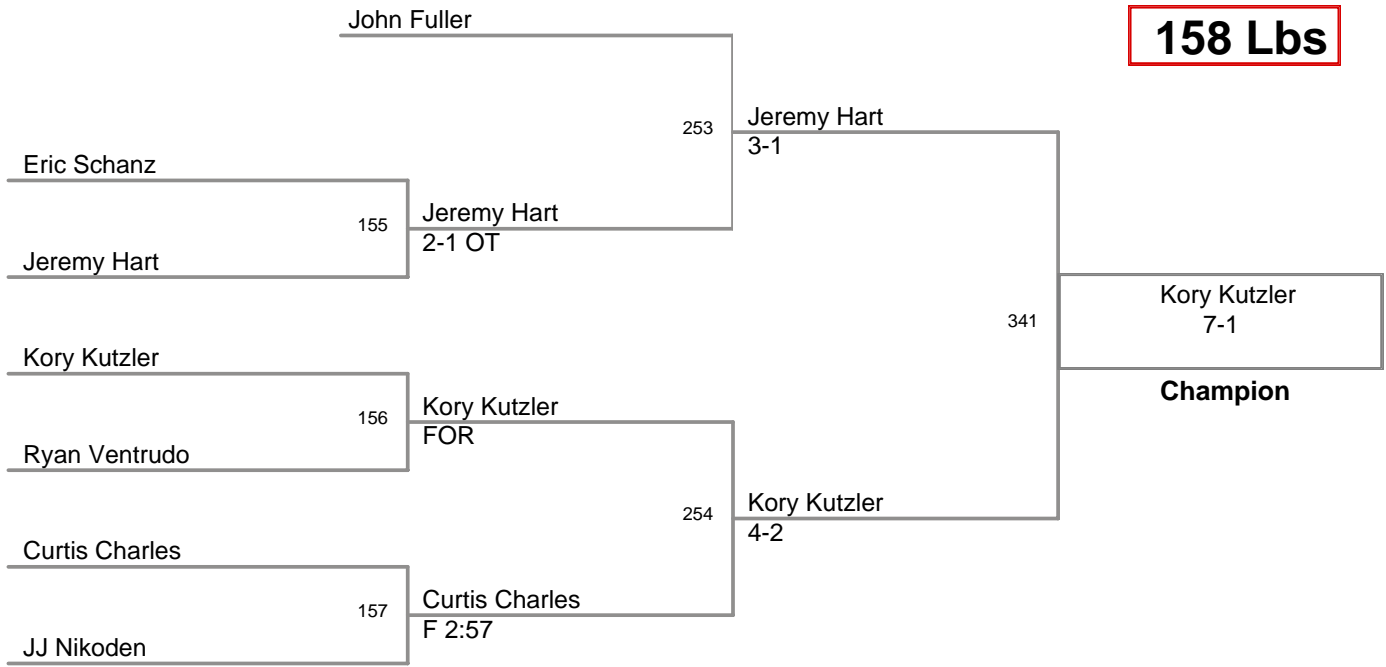 John Fuller
158 Lbs
253
Jeremy Hart
3-1
Eric Schanz
155
Jeremy Hart
2-1 OT
Jeremy Hart
341
Kory Kutzler
7-1
Champion
Kory Kutzler
156
Kory Kutzler
FOR
Ryan Ventrudo
254
Kory Kutzler
4-2
Curtis Charles
157
Curtis Charles
F 2:57
JJ Nikoden